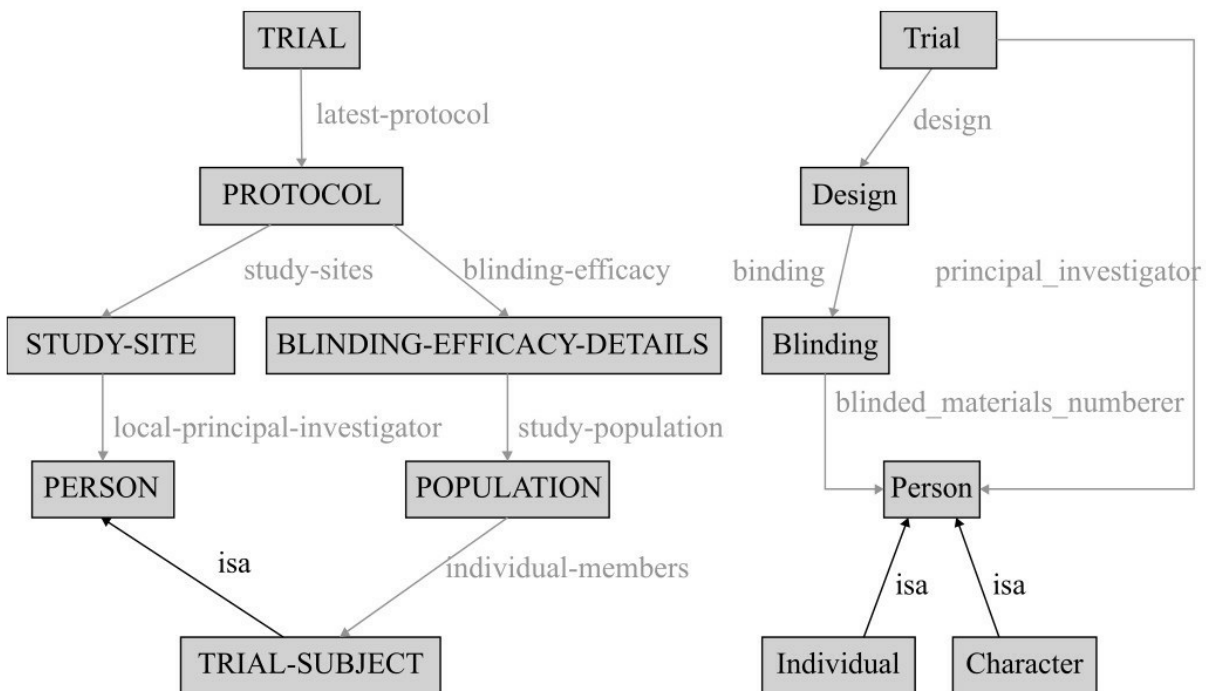 TRIAL
latest-protocol
PROTOCOL
study-sites
blinding-efficacy
STUDY-SITE
BLINDING-EFFICACY-DETAILS
local-principal-investigator
study-population
PERSON
POPULATION
isa
individual-members
TRIAL-SUBJECT
Trial
design
Design
binding
principal_investigator
Blinding
blinded_materials_numberer
Person
isa
isa
Individual
Character